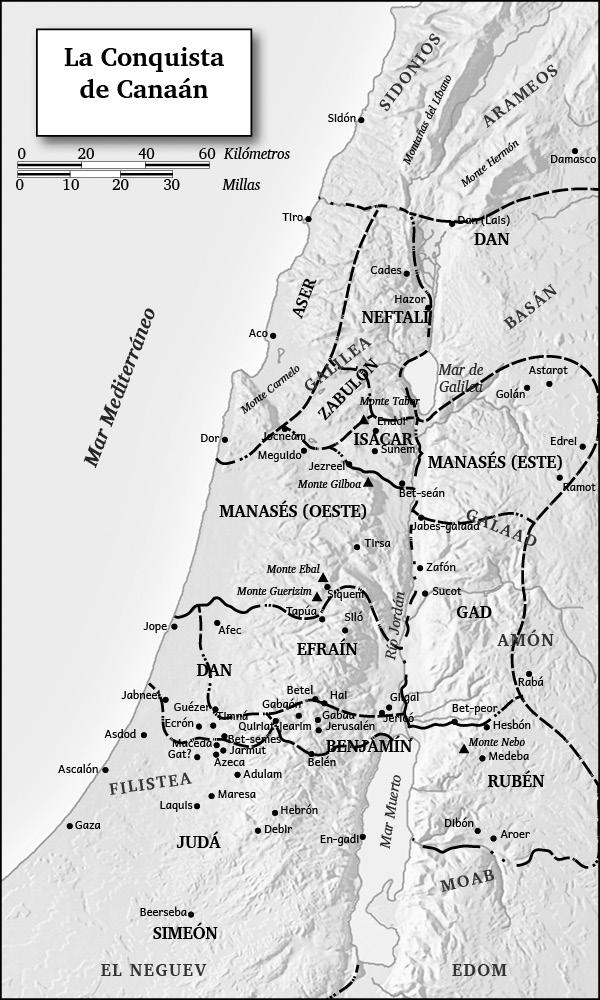 La Conquista
de Canaán
0 20 40 60 Kilómetros
0 10 20 30 Millas
SIDONIOS
ARAMEOS
Montañas del Líbano
Sidón
Monte Hermón
Damasco
Tiro
Dan (Lais)
DAN
Cades
ASER
Hazor
BASÁN
NEFTALÍ
Aco
GALILEA
Mar de
Galilea
Mar Mediterráneo
Monte Carmelo
ZABULÓN
Astarot
Golán
Monte Tabor
Endor
Dor
Jocneam
ISACAR
Edrei
Meguido
Sunem
Jezreel
MANASÉS (ESTE)
Monte Gilboa
Ramot
Bet-seán
MANASÉS (OESTE)
GALAAD
Jabes-galaad
Tirsa
Monte Ebal
Zafón
Monte Guerizim
Siquem
Sucot
Tapúa
GAD
Siló
Río Jordán
Jope
Afec
EFRAÍN
AMÓN
DAN
Rabá
Jabneel
Betel
Hai
Gilgal
Guézer
Gabaón
Timná
Gabaa
Jericó
Bet-peor
Ecrón
Quiriat-jearim
Jerusalén
Hesbón
Asdod
Bet-semes
BENJAMÍN
Monte Nebo
Maceda
Jarmut
Gat?
Azeca
Belén
Medeba
Ascalón
Adulam
FILISTEA
RUBÉN
Maresa
Laquis
Hebrón
Mar Muerto
Gaza
Debir
Dibón
Aroer
JUDÁ
En-gadi
MOAB
Beerseba
SIMEÓN
EL NEGUEV
EDOM